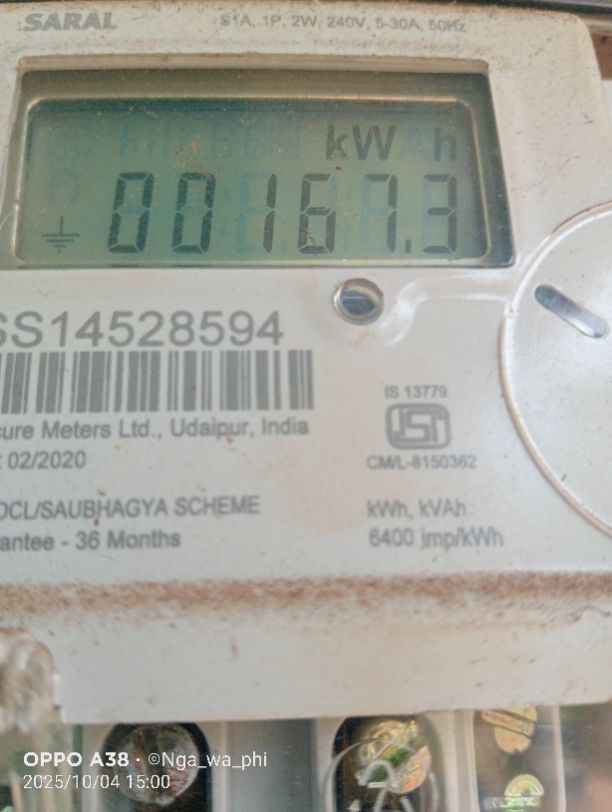 SARAL
S1A, 1P, 2W, 240V, 5-30A, 50Hz
kWh
00167.3
SS14528594
cure Meters Ltd., Udaipur, India
: 02/2020
IS 13779
ISI
CM/L-8150362
DCL/SAUBHAGYA SCHEME
antee - 36 Months
kWh, kVAh
6400 imp/kWh
OPPO A38 · ©Nga_wa_phi
2025/10/04 15:00